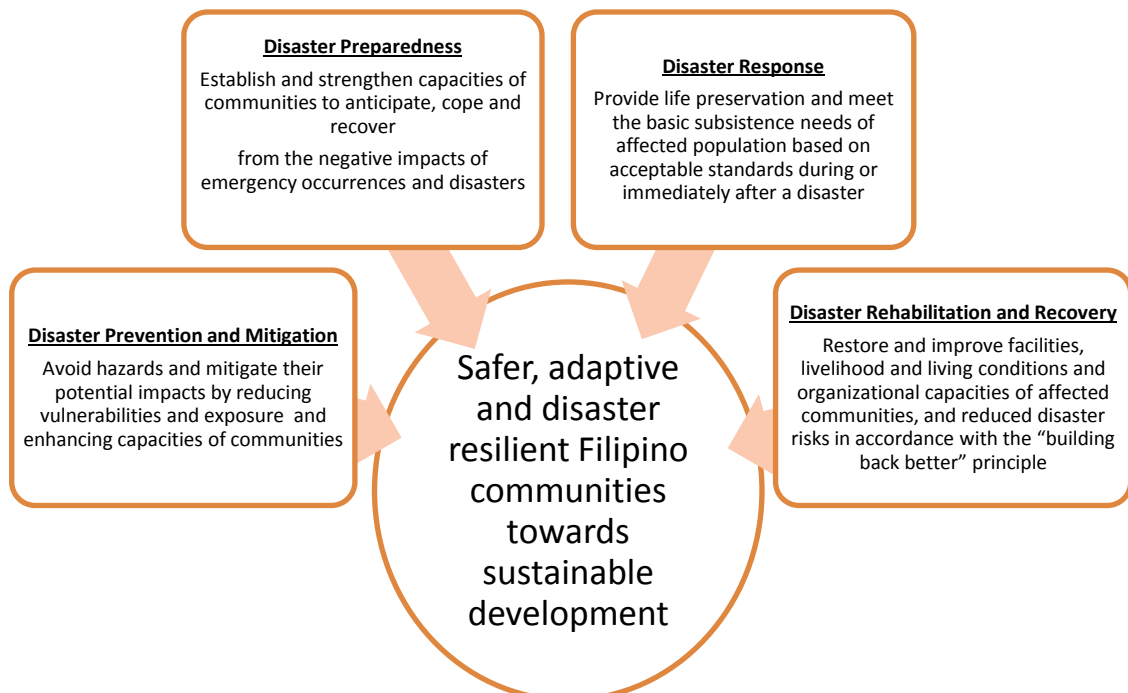 Disaster Preparedness
Establish and strengthen capacities of
communities to anticipate, cope and
recover
from the negative impacts of
emergency occurrences and disasters
Disaster Response
Provide life preservation and meet
the basic subsistence needs of
affected population based on
acceptable standards during or
immediately after a disaster
Disaster Prevention and Mitigation
Avoid hazards and mitigate their
potential impacts by reducing
vulnerabilities and exposure and
enhancing capacities of communities
Disaster Rehabilitation and Recovery
Restore and improve facilities,
livelihood and living conditions and
organizational capacities of affected
communities, and reduced disaster
risks in accordance with the “building
back better” principle
Safer, adaptive
and disaster
resilient Filipino
communities
towards
sustainable
development